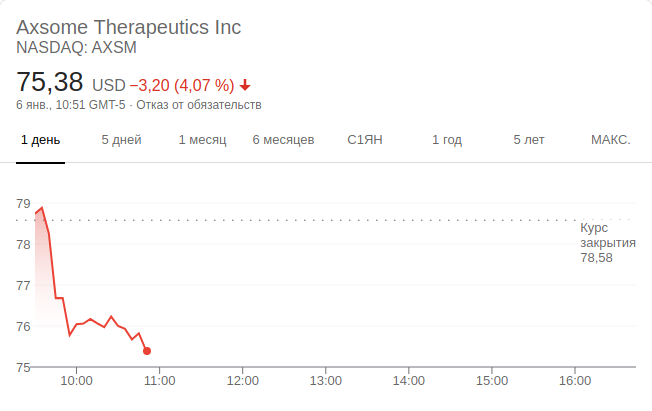 Axsome Therapeutics Inc
NASDAQ: AXSM
75,38 USD −3,20 (4,07 %)
6 янв., 10:51 GMT-5 · Отказ от обязательств
1 день 5 дней 1 месяц 6 месяцев С1ЯН 1 год 5 лет МАКС.
79
Курс
закрытия
78,58
78
77
76
75
10:00 11:00 12:00 13:00 14:00 15:00 16:00